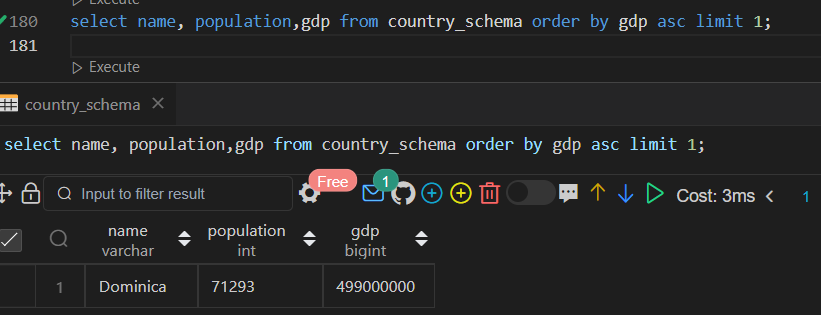 Execute
180 select name, population,gdp from country_schema order by gdp asc limit 1;
181
Execute
country_schema
select name, population,gdp from country_schema order by gdp asc limit 1;
Input to filter result Free 1 Cost: 3ms 1
name population gdp
varchar int bigint
1 Dominica 71293 499000000